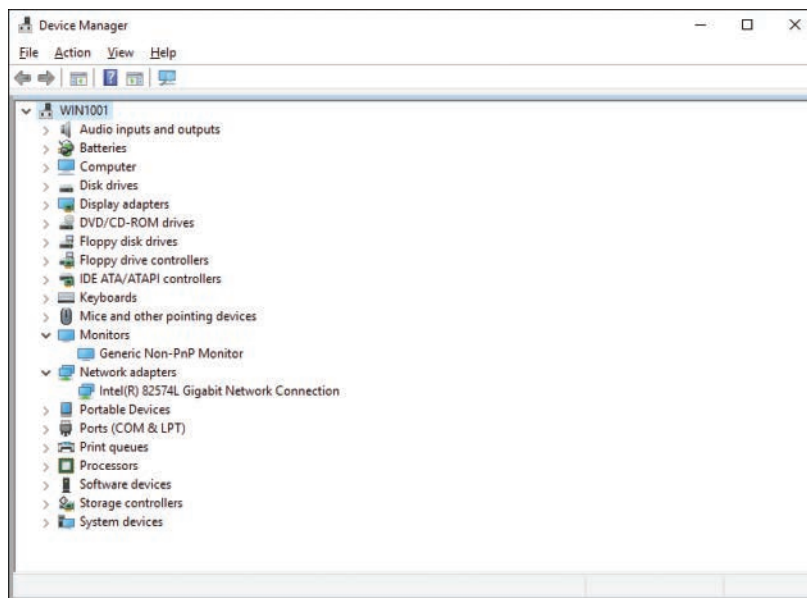 Device Manager
File Action View Help
WIN1001
Audio inputs and outputs
Batteries
Computer
Disk drives
Display adapters
DVD/CD-ROM drives
Floppy disk drives
Floppy drive controllers
IDE ATA/ATAPI controllers
Keyboards
Mice and other pointing devices
Monitors
Generic Non-PnP Monitor
Network adapters
Intel(R) 82574L Gigabit Network Connection
Portable Devices
Ports (COM & LPT)
Print queues
Processors
Software devices
Storage controllers
System devices